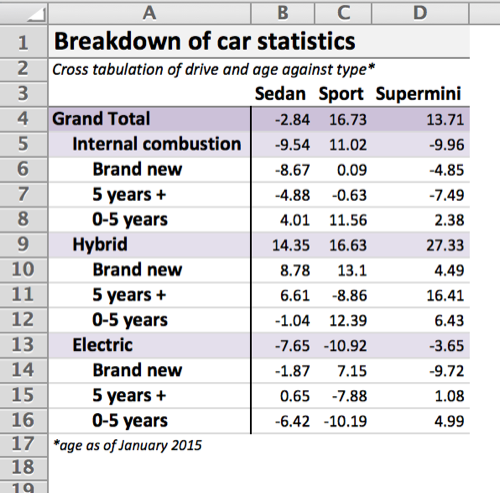 A B C D
1 Breakdown of car statistics
2 Cross tabulation of drive and age against type*
3 Sedan Sport Supermini
4 Grand Total -2.84 16.73 13.71
5 Internal combustion -9.54 11.02 -9.96
6 Brand new -8.67 0.09 -4.85
7 5 years + -4.88 -0.63 -7.49
8 0-5 years 4.01 11.56 2.38
9 Hybrid 14.35 16.63 27.33
10 Brand new 8.78 13.1 4.49
11 5 years + 6.61 -8.86 16.41
12 0-5 years -1.04 12.39 6.43
13 Electric -7.65 -10.92 -3.65
14 Brand new -1.87 7.15 -9.72
15 5 years + 0.65 -7.88 1.08
16 0-5 years -6.42 -10.19 4.99
17 *age as of January 2015
18
19